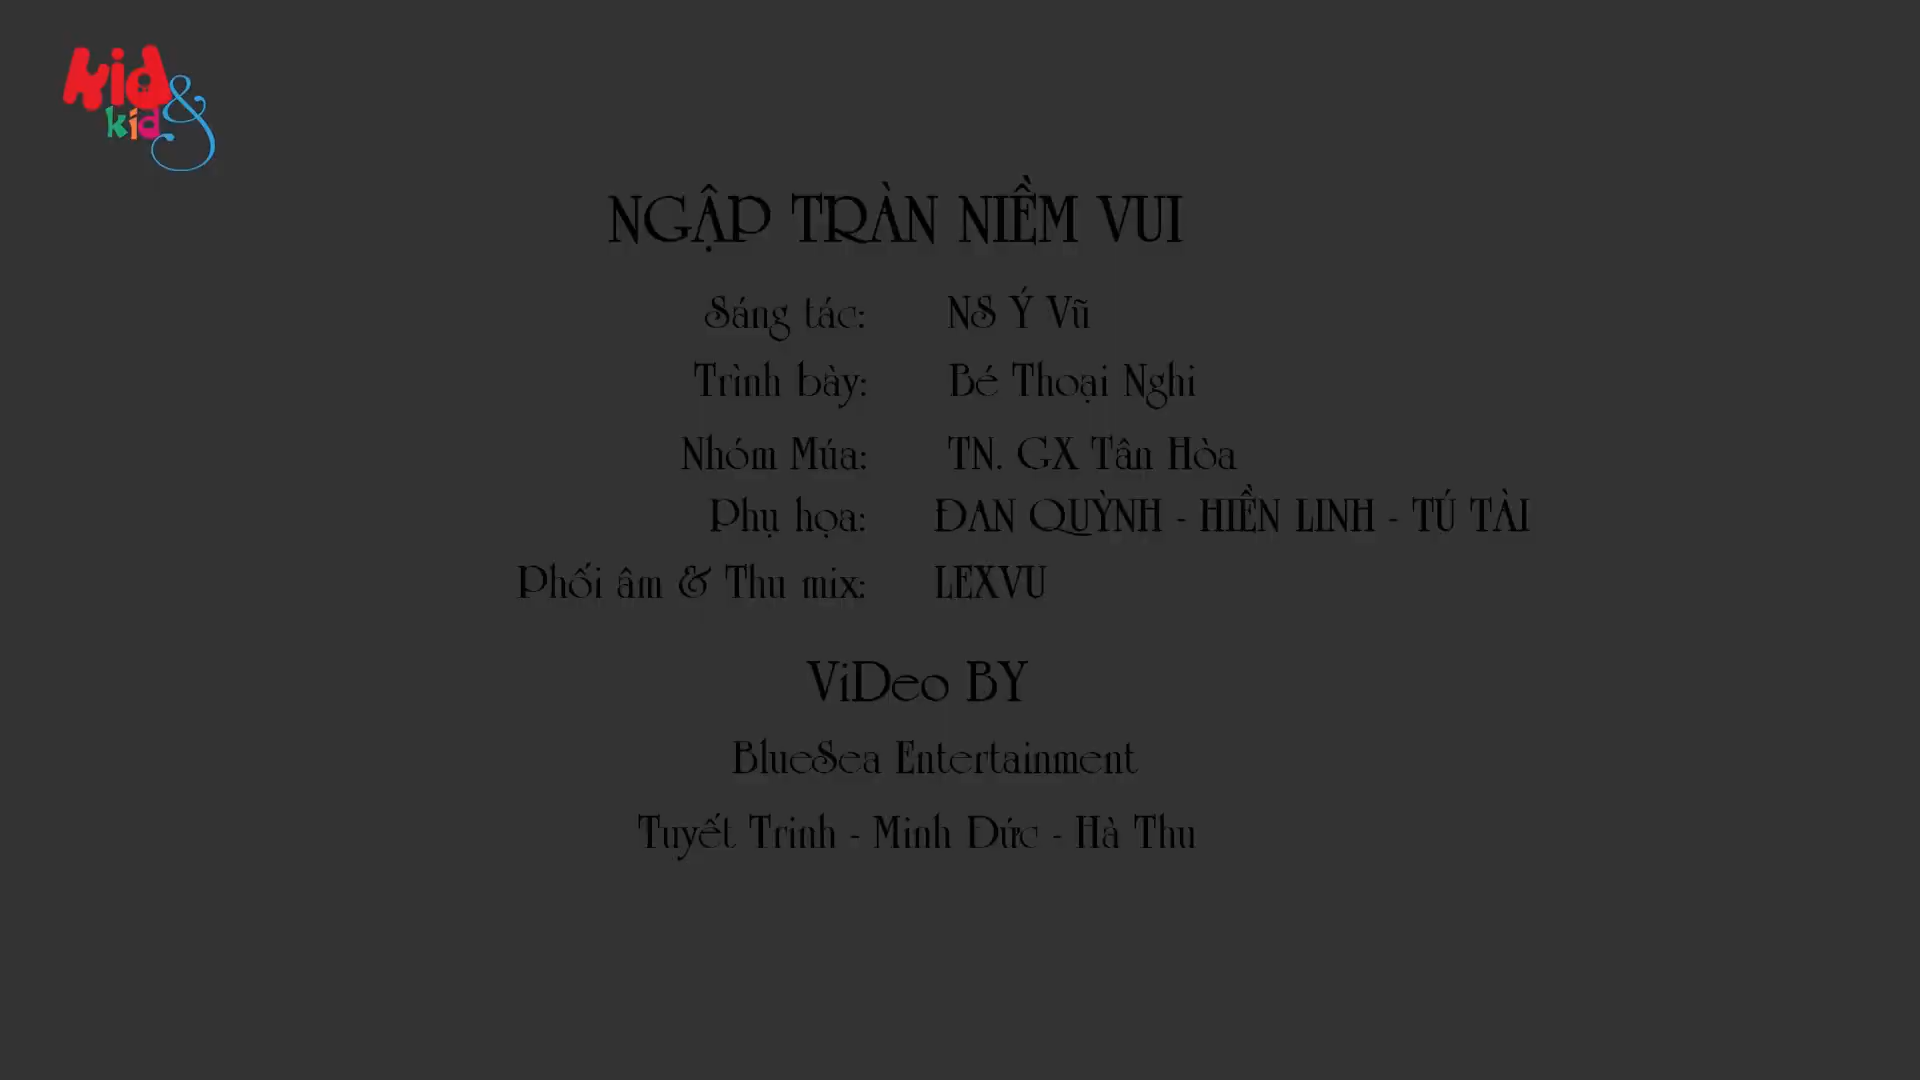 kid &
kid
NGẬP TRÀN NIỀM VUI
Sáng tác: NS Ý Vũ
Trình bày: Bé Thoại Nghi
Nhóm Múa: TN. GX Tân Hòa
Phụ họa: ĐAN QUỲNH - HIỀN LINH - TÚ TÀI
Phối âm & Thu mix: LEXVU
ViDeo BY
BlueSea Entertainment
Tuyết Trinh - Minh Đức - Hà Thu